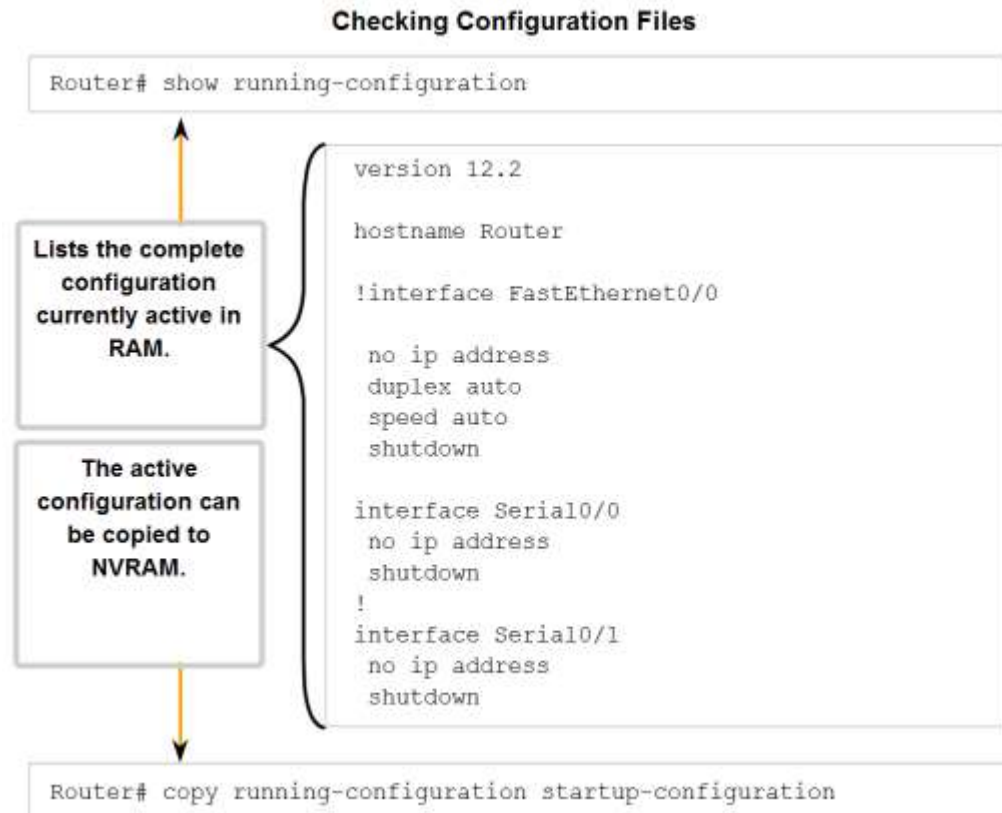 Checking Configuration Files
Router# show running-configuration
Lists the complete
configuration
currently active in
RAM.
The active
configuration can
be copied to
NVRAM.
version 12.2
hostname Router
!interface FastEthernet0/0
no ip address
duplex auto
speed auto
shutdown
interface Serial0/0
no ip address
shutdown
!
interface Serial0/1
no ip address
shutdown
Router# copy running-configuration startup-configuration